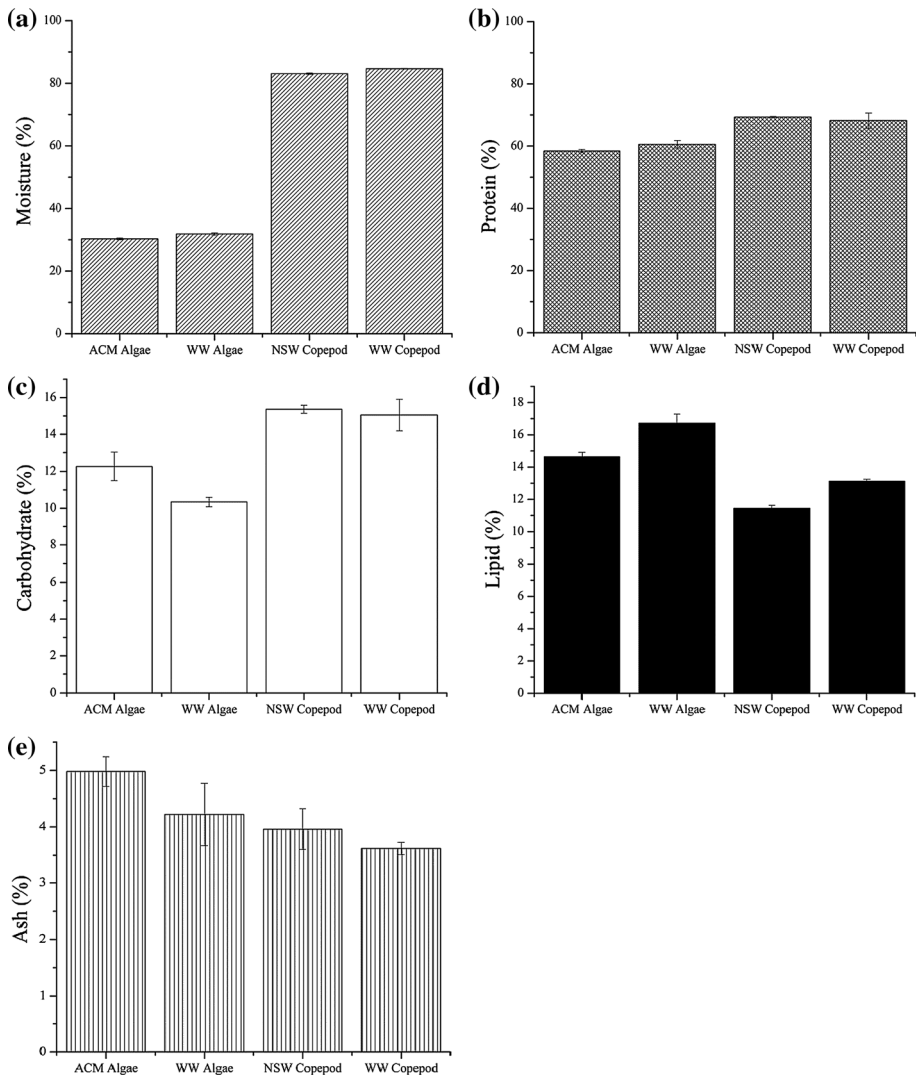 (a)
100
80
60
40
20
0
Moisture (%)
ACM Algae WW Algae NSW Copepod WW Copepod
(b)
100
80
60
40
20
0
Protein (%)
ACM Algae WW Algae NSW Copepod WW Copepod
(c)
16
14
12
10
8
6
4
2
0
Carbohydrate (%)
ACM Algae WW Algae NSW Copepod WW Copepod
(d)
18
16
14
12
10
8
6
4
2
0
Lipid (%)
ACM Algae WW Algae NSW Copepod WW Copepod
(e)
5
4
3
2
1
0
Ash (%)
ACM Algae WW Algae NSW Copepod WW Copepod